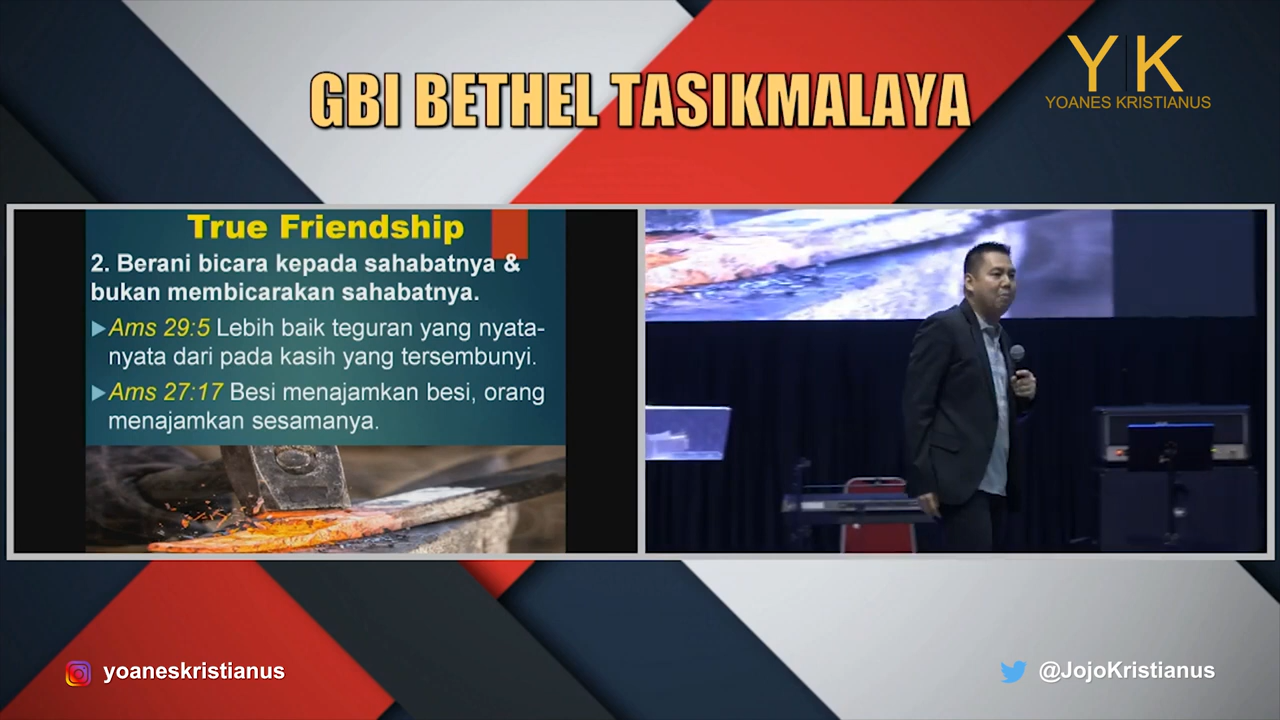 Y K
YOANES KRISTIANUS
GBI BETHEL TASIKMALAYA
True Friendship
2. Berani bicara kepada sahabatnya &
bukan membicarakan sahabatnya.
Ams 29:5 Lebih baik teguran yang nyata-
nyata dari pada kasih yang tersembunyi.
Ams 27:17 Besi menajamkan besi, orang
menajamkan sesamanya.
yoaneskristianus
@JojoKristianus